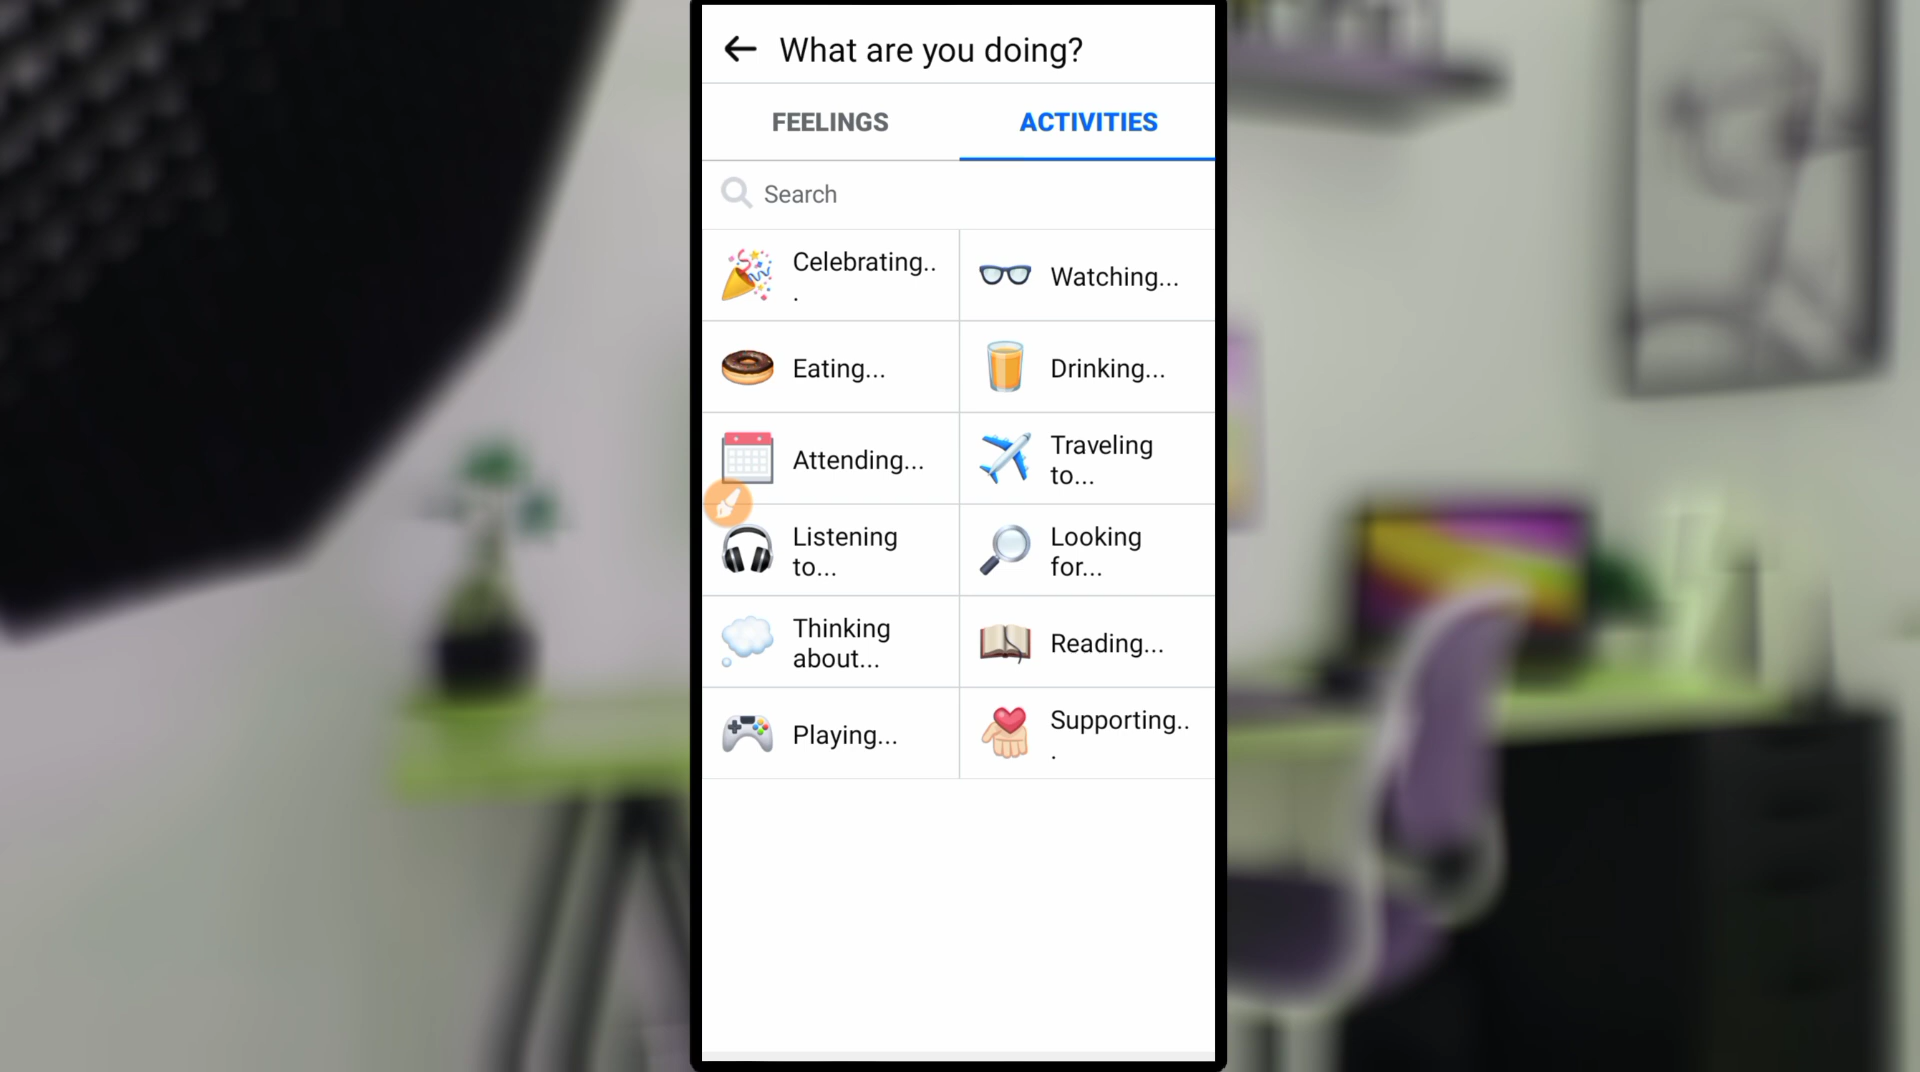 What are you doing?
FEELINGS
ACTIVITIES
Search
Celebrating..
.
Watching...
Eating...
Drinking...
Attending...
Traveling
to...
Listening
to...
Looking
for...
Thinking
about...
Reading...
Playing...
Supporting..
.